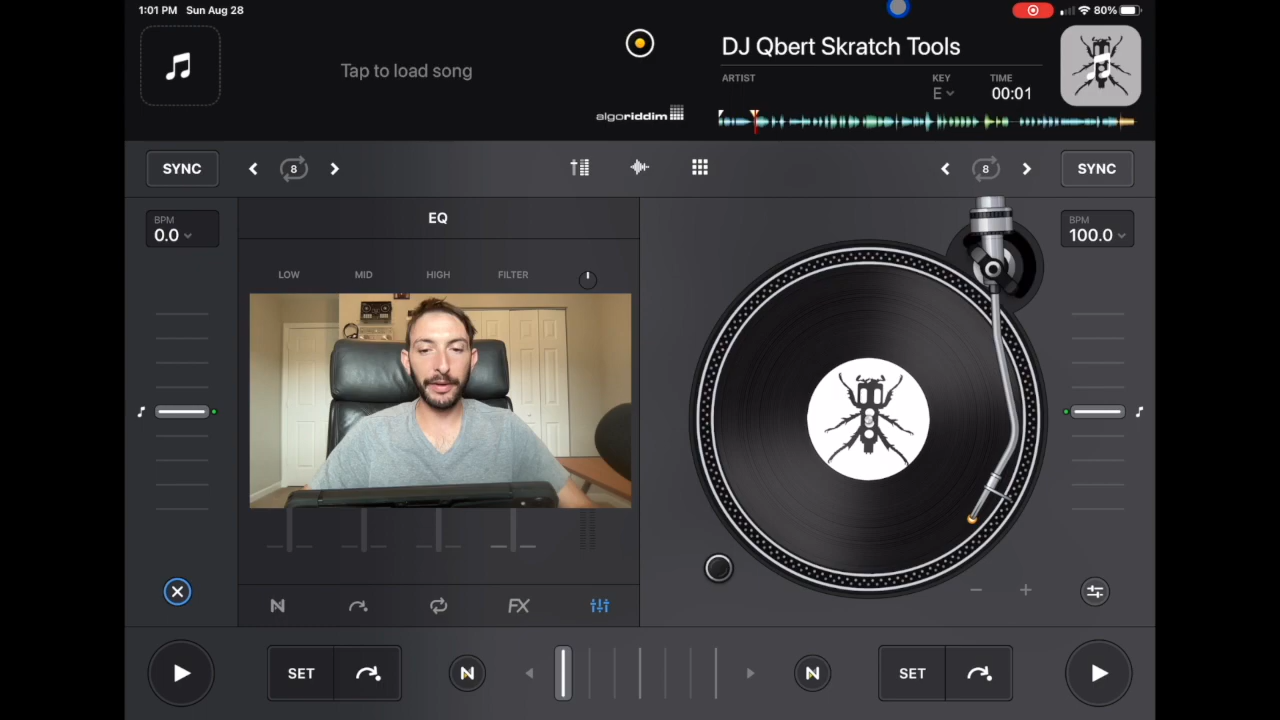 1:01 PM Sun Aug 28
80%
Tap to load song
algoriddim
DJ Qbert Skratch Tools
ARTIST
KEY
TIME
E
00:01
SYNC
8
8
SYNC
BPM
0.0
EQ
BPM
100.0
LOW
MID
HIGH
FILTER
FX
SET
N
N
SET